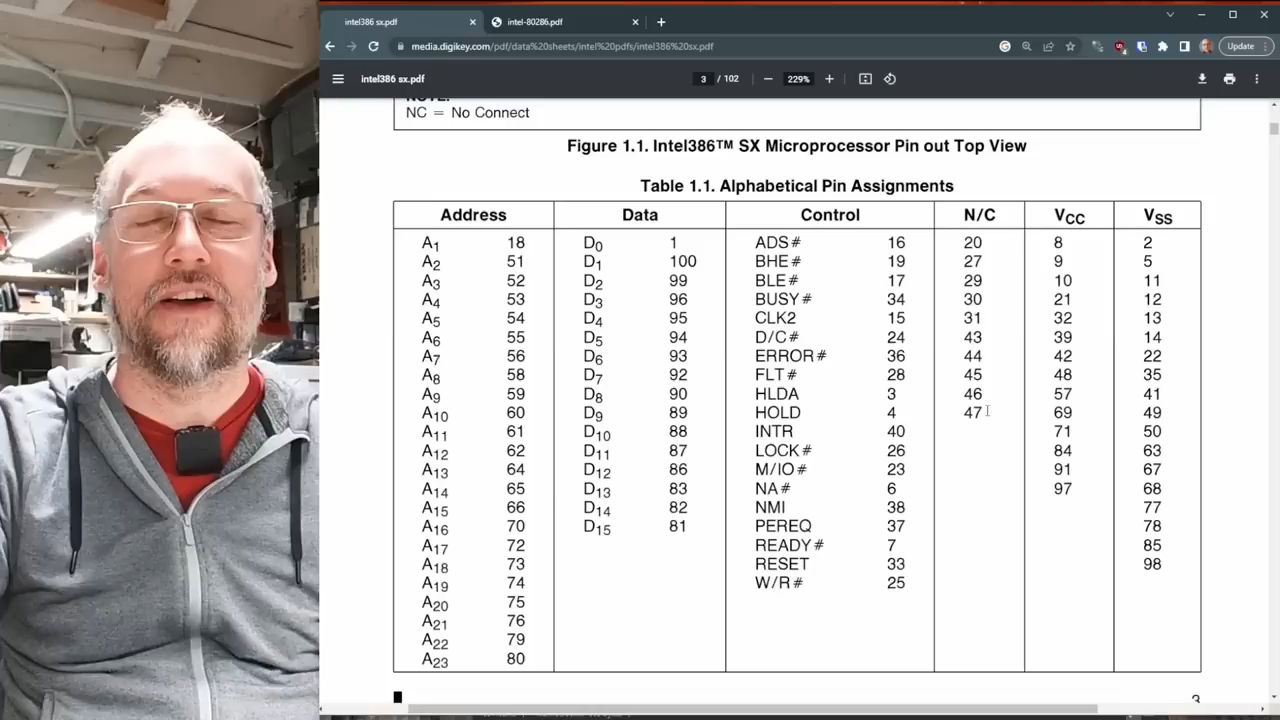 intel386 sx.pdf
intel-80286.pdf
media.digikey.com/pdf/data%20sheets/intel%20pdfs/intel386%20sx.pdf
Update
intel386 sx.pdf
3 / 102
229%
NC = No Connect
Figure 1.1. Intel386™ SX Microprocessor Pin out Top View
Table 1.1. Alphabetical Pin Assignments
Address Data Control N/C VCC VSS
A1 18 D0 1 ADS# 16 20 8 2
A2 51 D1 100 BHE# 19 27 9 5
A3 52 D2 99 BLE# 17 29 10 11
A4 53 D3 96 BUSY# 34 30 21 12
A5 54 D4 95 CLK2 15 31 32 13
A6 55 D5 94 D/C# 24 43 39 14
A7 56 D6 93 ERROR# 36 44 42 22
A8 58 D7 92 FLT# 28 45 48 35
A9 59 D8 90 HLDA 3 46 57 41
A10 60 D9 89 HOLD 4 47 69 49
A11 61 D10 88 INTR 40 71 50
A12 62 D11 87 LOCK# 26 84 63
A13 64 D12 86 M/IO# 23 91 67
A14 65 D13 83 NA# 6 97 68
A15 66 D14 82 NMI 38 77
A16 70 D15 81 PEREQ 37 78
A17 72 READY# 7 85
A18 73 RESET 33 98
A19 74 W/R# 25
A20 75
A21 76
A22 79
A23 80